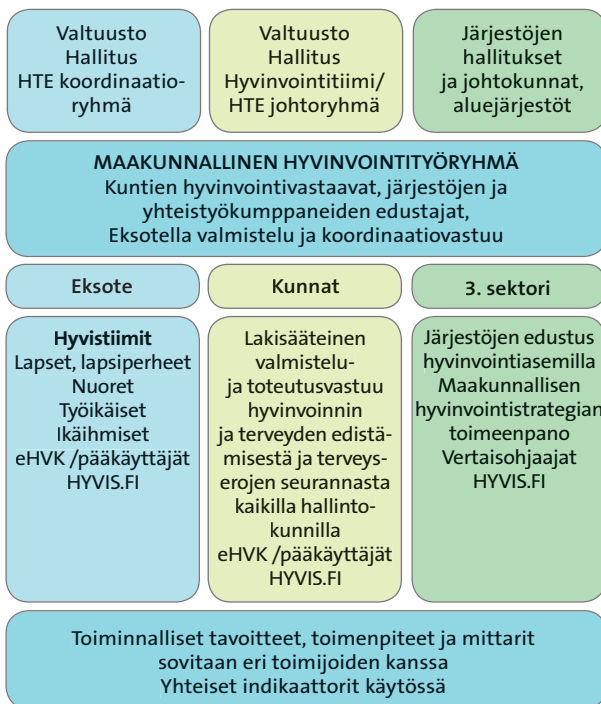 Valtuusto
Hallitus
HTE koordinaatio-
ryhmä
Valtuusto
Hallitus
Hyvinvointitiimi/
HTE johtoryhmä
Järjestöjen
hallitukset
ja johtokunnat,
aluejärjestöt
MAAKUNNALLINEN HYVINVOINTITYÖRYHMÄ
Kuntien hyvinvointivastaavat, järjestöjen ja
yhteistyökumppaneiden edustajat,
Eksotella valmistelu ja koordinaatiovastuu
Eksote
Kunnat
3. sektori
Hyvistiimit
Lapset, lapsiperheet
Nuoret
Työikäiset
Ikäihmiset
eHVK /pääkäyttäjät
HYVIS.FI
Lakisääteinen
valmistelu-
ja toteutusvastuu
hyvinvoinnin
ja terveyden edistä-
misestä ja terveys-
erojen seurannasta
kaikilla hallinto-
kunnilla
eHVK /pääkäyttäjät
HYVIS.FI
Järjestöjen edustus
hyvinvointiasemilla
Maakunnallisen
hyvinvointistrategian
toimeenpano
Vertaisohjaajat
HYVIS.FI
Toiminnalliset tavoitteet, toimenpiteet ja mittarit
sovitaan eri toimijoiden kanssa
Yhteiset indikaattorit käytössä